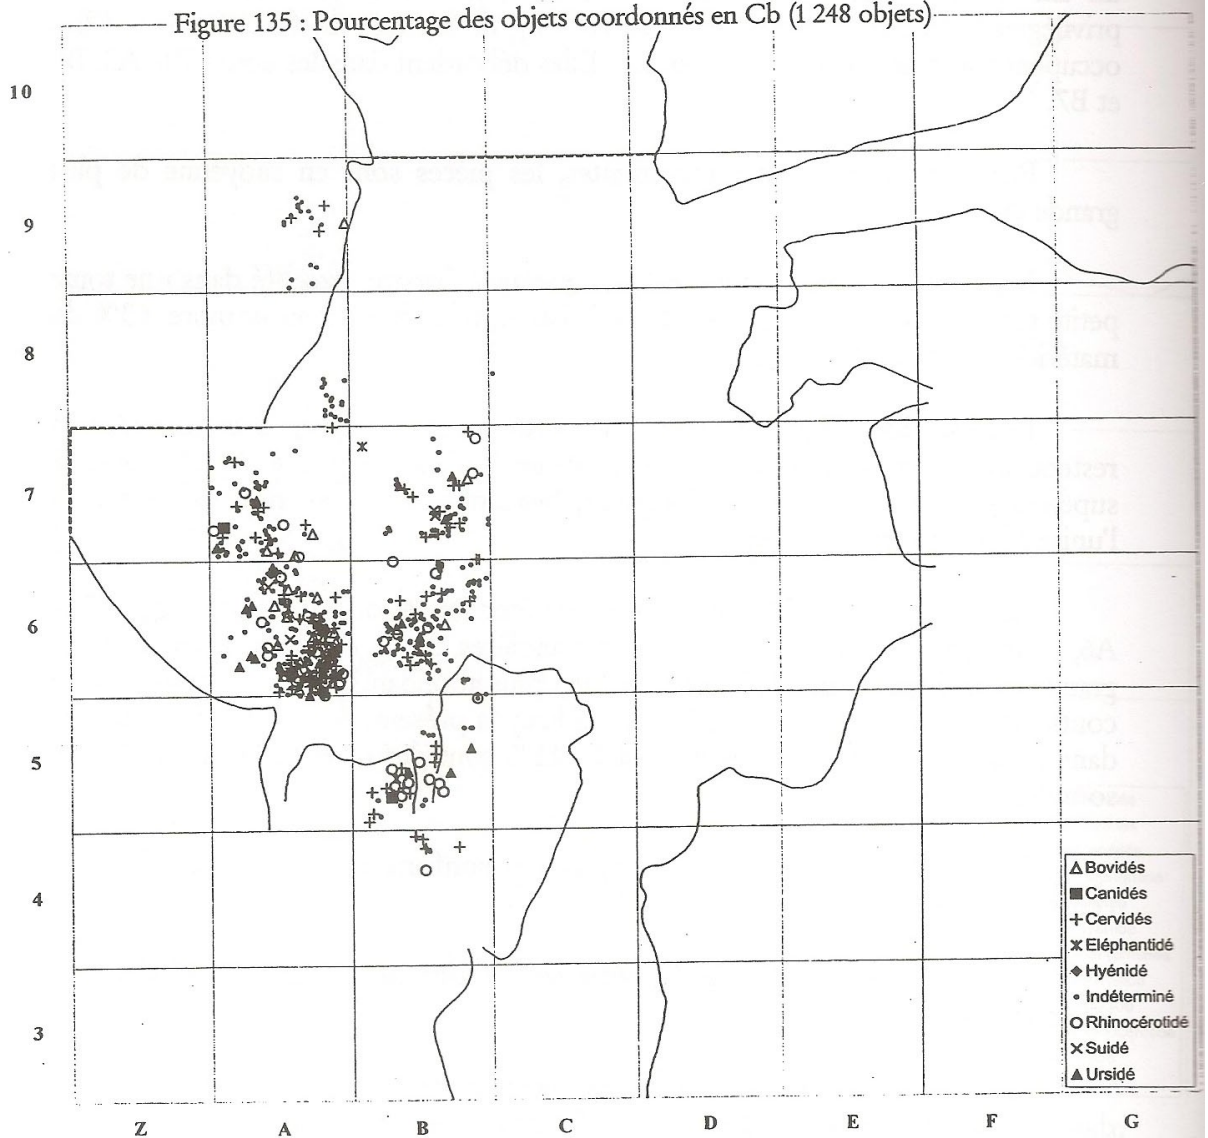 Figure 135 : Pourcentage des objets coordonnés en Cb (1 248 objets)
10
9
8
7
6
5
4
3
Bovidés
Canidés
Cervidés
Eléphantidé
Hyénidé
Indéterminé
Rhinocérotidé
Suidé
Ursidé
Z A B C D E F G